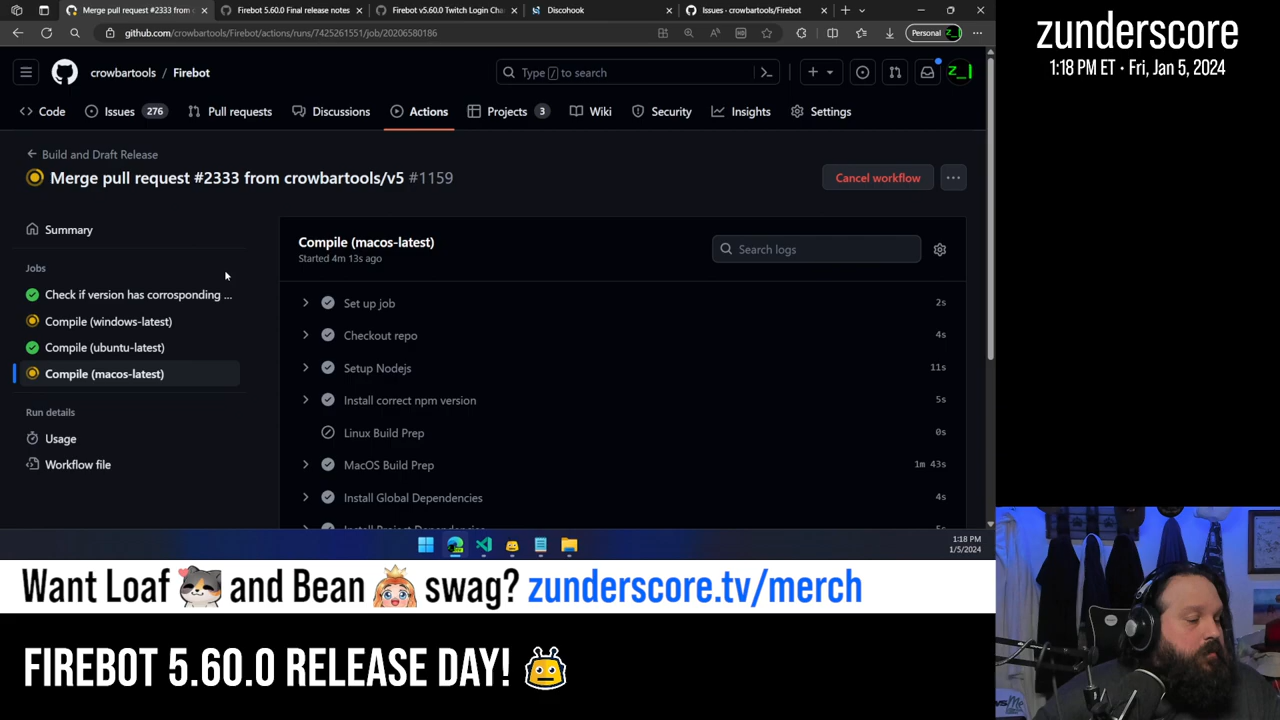 Merge pull request #2333 from c
Firebot 5.60.0 Final release notes
Firebot v5.60.0 Twitch Login Cha
Discohook
Issues · crowbartools/Firebot
github.com/crowbartools/Firebot/actions/runs/7425261551/job/20206580186
Personal
crowbartools / Firebot
Type / to search
Code
Issues 276
Pull requests
Discussions
Actions
Projects 3
Wiki
Security
Insights
Settings
Build and Draft Release
Merge pull request #2333 from crowbartools/v5 #1159
Cancel workflow
Summary
Jobs
Check if version has corrosponding ...
Compile (windows-latest)
Compile (ubuntu-latest)
Compile (macos-latest)
Run details
Usage
Workflow file
Compile (macos-latest)
Started 4m 13s ago
Search logs
Set up job 2s
Checkout repo 4s
Setup Nodejs 11s
Install correct npm version 5s
Linux Build Prep 0s
MacOS Build Prep 1m 43s
Install Global Dependencies 4s
Install Project Dependencies 5s
1:18 PM
1/5/2024
zunderscore
1:18 PM ET • Fri, Jan 5, 2024
Want Loaf and Bean swag? zunderscore.tv/merch
FIREBOT 5.60.0 RELEASE DAY!